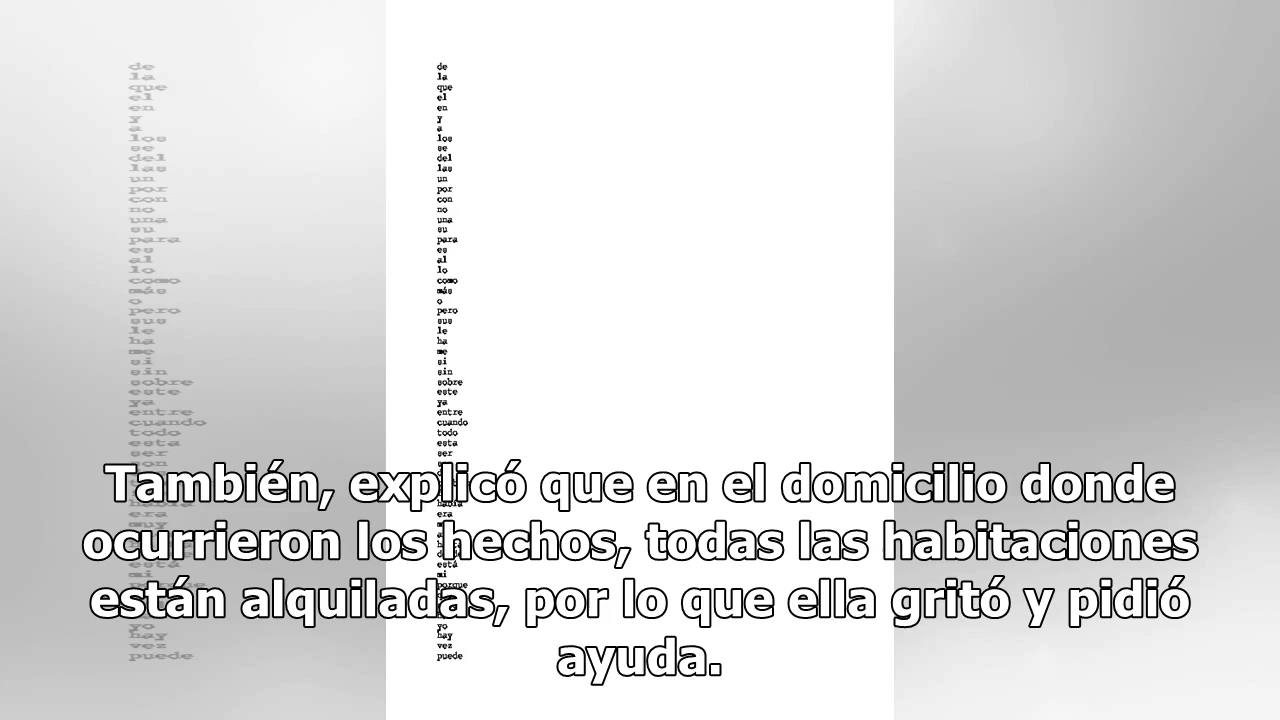 de
la
que
el
en
y
a
los
se
del
las
un
por
con
no
una
su
para
es
al
lo
como
más
o
pero
sus
le
ha
me
si
sin
sobre
este
ya
entre
cuando
todo
esta
ser
También, explicó que en el domicilio donde
había
era
ocurrieron los hechos, todas las habitaciones
está
mi
porque
están alquiladas, por lo que ella gritó y pidió
yo
hay
vez
puede
ayuda.